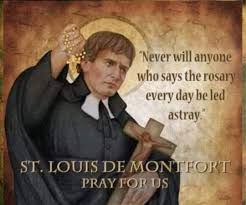 "Never will anyone
who says the rosary
every day be led
astray."
ST. LOUIS DE MONTFORT
PRAY FOR US